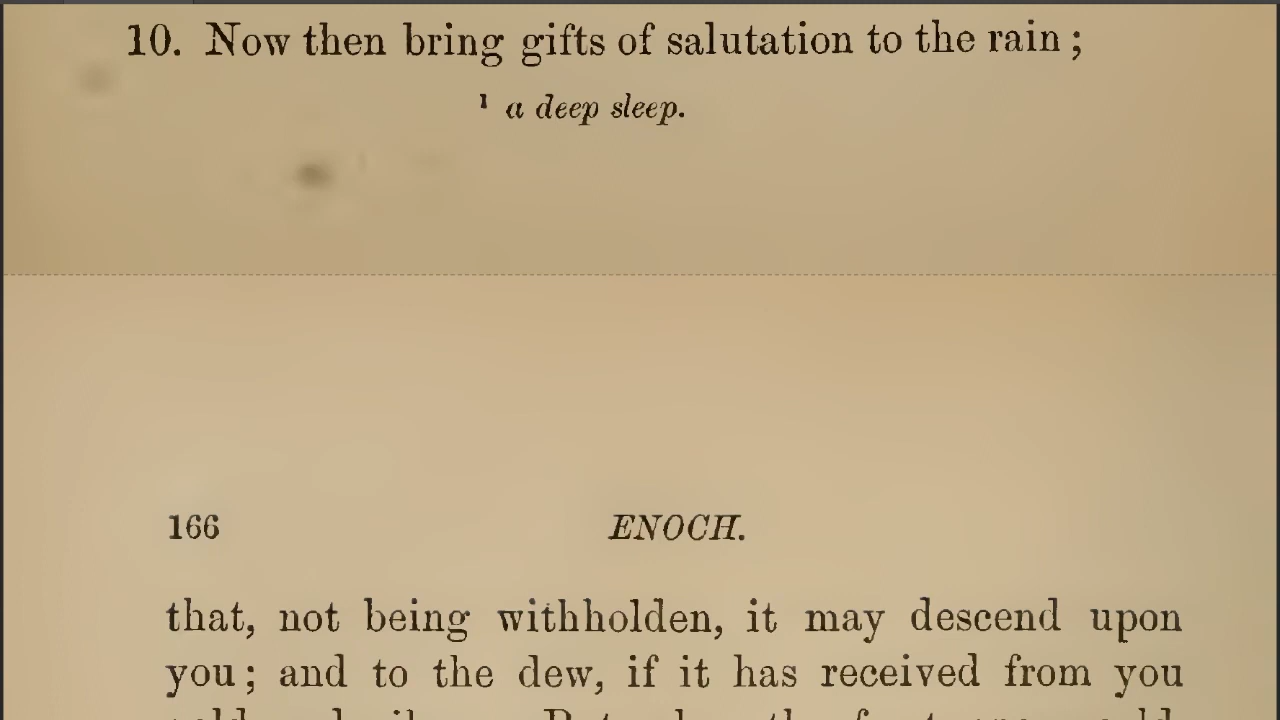 10. Now then bring gifts of salutation to the rain;
1 a deep sleep.
166
ENOCH.
that, not being withholden, it may descend upon
you; and to the dew, if it has received from you